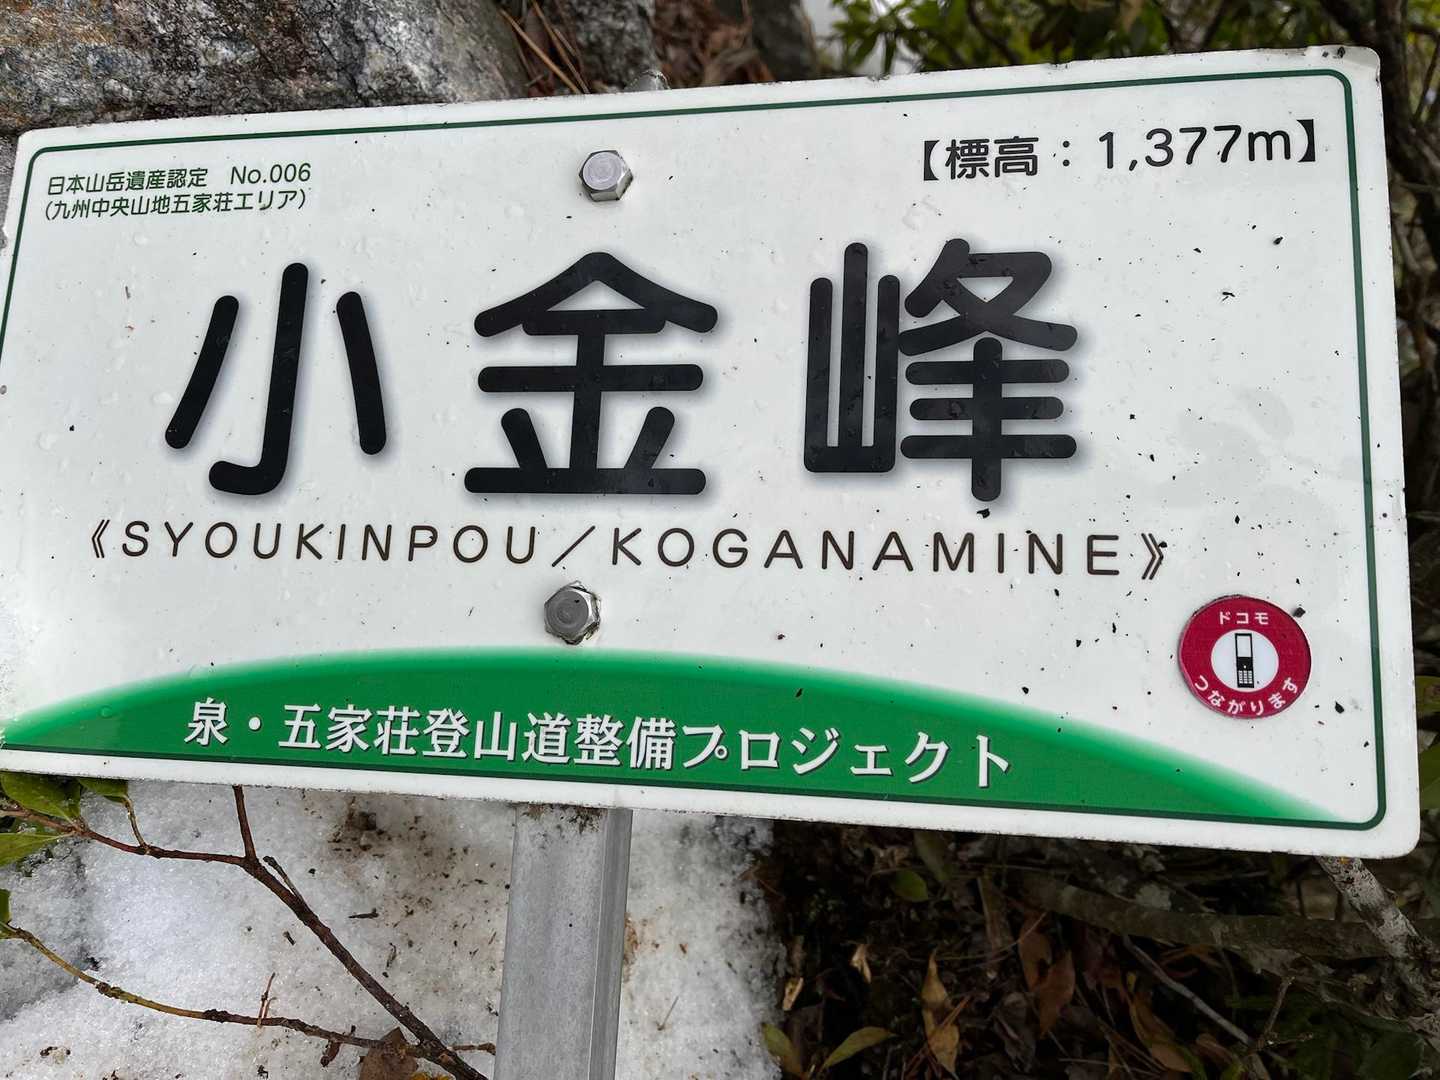 日本山岳遺産認定 No.006
(九州中央山地五家荘エリア)
【標高：1,377m】
小金峰
《SYOUKINPOU／KOGANAMINE》
ドコモ
つながります
泉・五家荘登山道整備プロジェクト